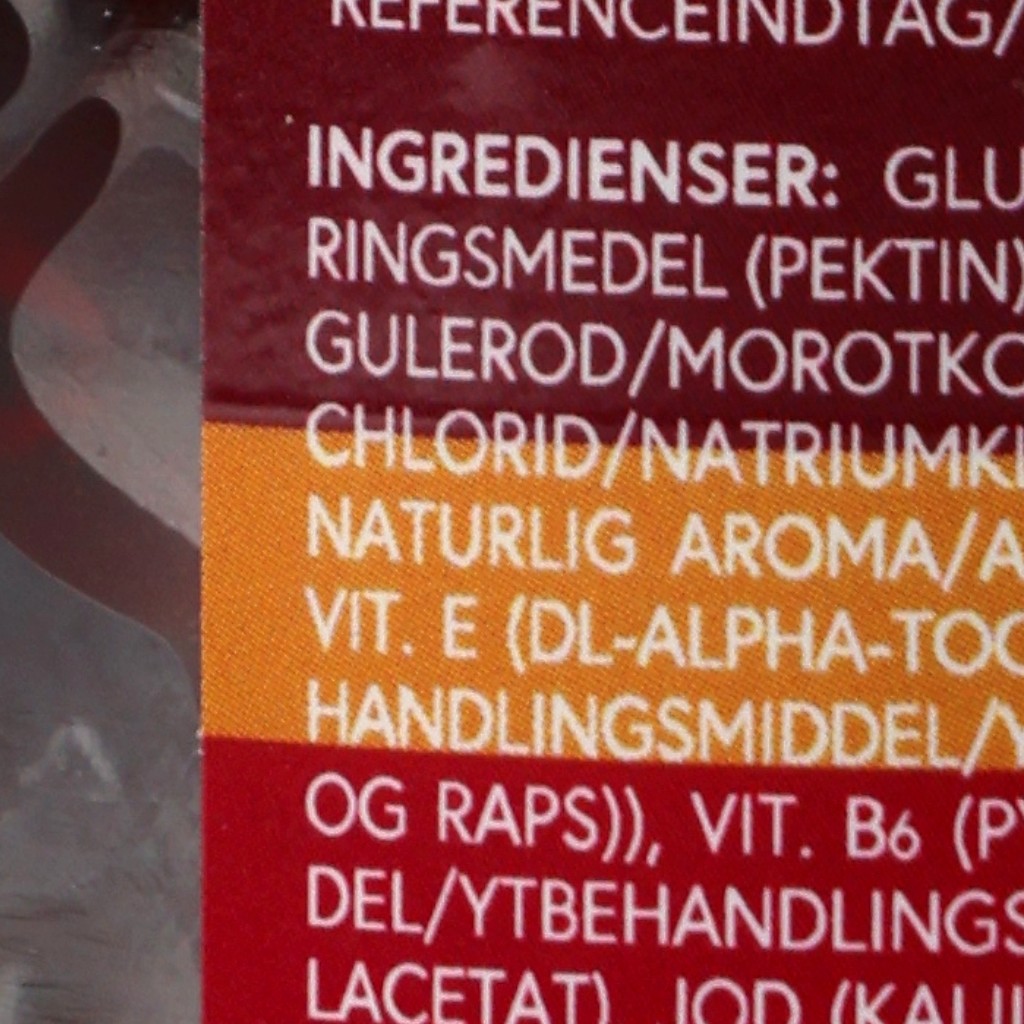 REFERENCEINDTAG/
INGREDIENSER: GLU
RINGSMEDEL (PEKTIN)
GULEROD/MOROTKO
CHLORID/NATRIUMKL
NATURLIG AROMA/A
VIT. E (DL-ALPHA-TOC
HANDLINGSMIDDEL/Y
OG RAPS)), VIT. B6 (PY
DEL/YTBEHANDLINGS
LACETAT), JOD (KALIU